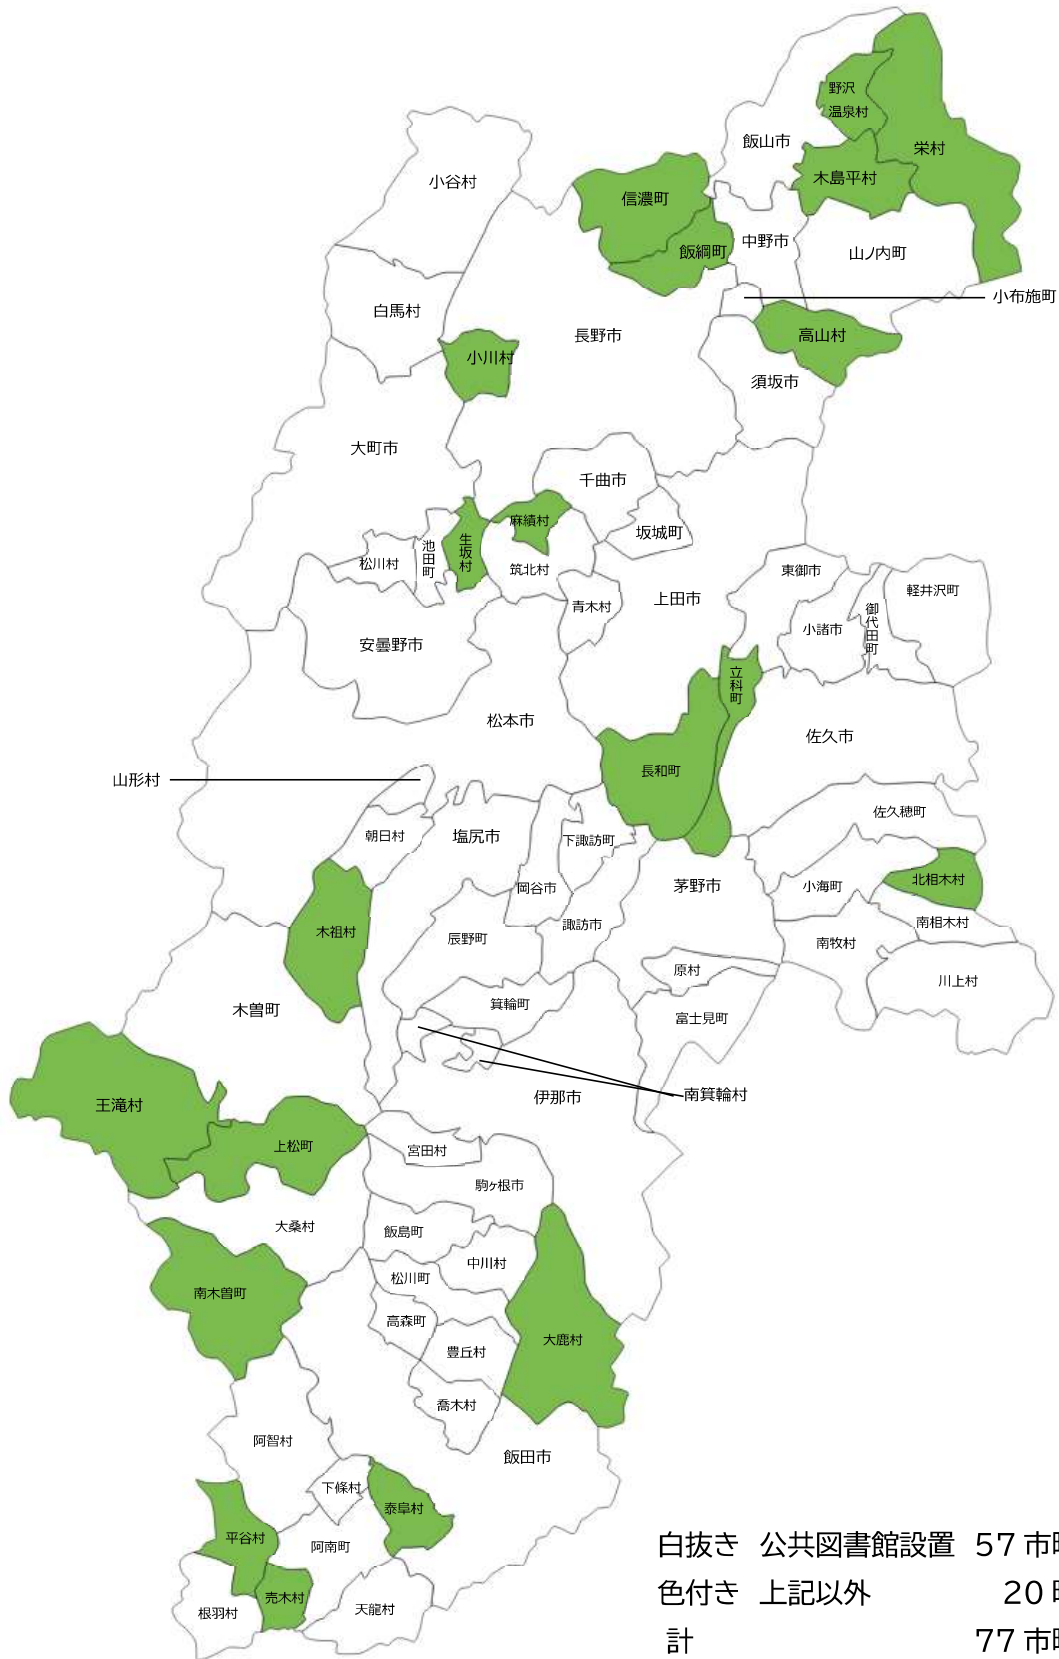 野沢
温泉村
栄村
飯山市
木島平村
小谷村
信濃町
飯綱町
中野市
山ノ内町
小布施町
白馬村
長野市
高山村
小川村
須坂市
大町市
千曲市
麻績村
坂城町
生坂村
池田町
松川村
筑北村
東御市
軽井沢町
青木村
上田市
小諸市
御代田町
安曇野市
立科町
松本市
佐久市
長和町
山形村
佐久穂町
朝日村
塩尻市
下諏訪町
岡谷市
茅野市
小海町
北相木村
木祖村
辰野町
諏訪市
南牧村
南相木村
原村
川上村
木曽町
箕輪町
富士見町
南箕輪村
伊那市
王滝村
上松町
宮田村
駒ヶ根市
大桑村
飯島町
中川村
松川町
南木曽町
高森町
大鹿村
豊丘村
喬木村
阿智村
飯田市
下條村
泰阜村
平谷村
阿南町
売木村
根羽村
天龍村
白抜き 公共図書館設置 57市
色付き 上記以外 20
計 77市